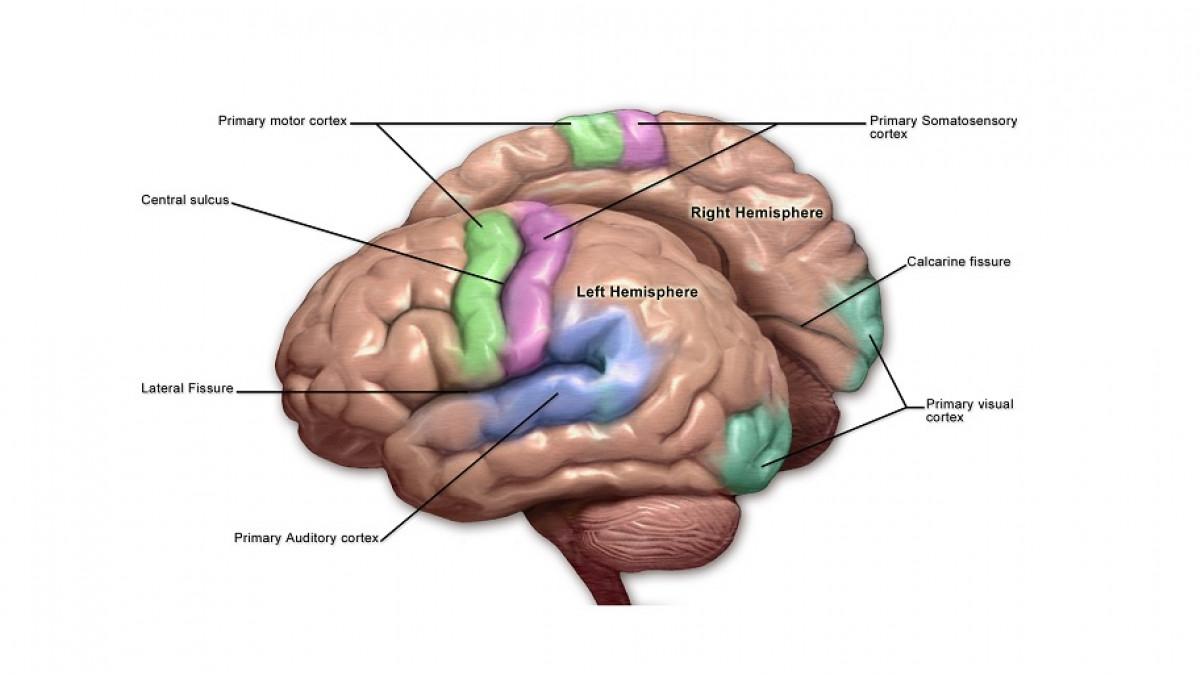 Primary motor cortex
Primary Somatosensory
cortex
Central sulcus
Right Hemisphere
Calcarine fissure
Left Hemisphere
Lateral Fissure
Primary visual
cortex
Primary Auditory cortex